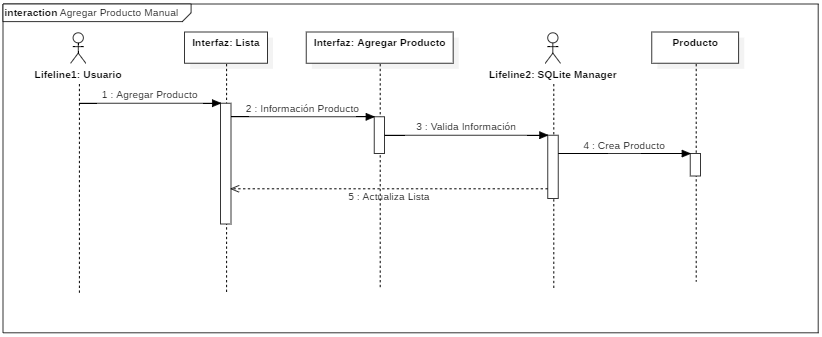 interaction Agregar Producto Manual
Interfaz: Lista
Interfaz: Agregar Producto
Producto
Lifeline1: Usuario
Lifeline2: SQLite Manager
1 : Agregar Producto
2 : Información Producto
3 : Valida Información
4 : Crea Producto
5 : Actualiza Lista